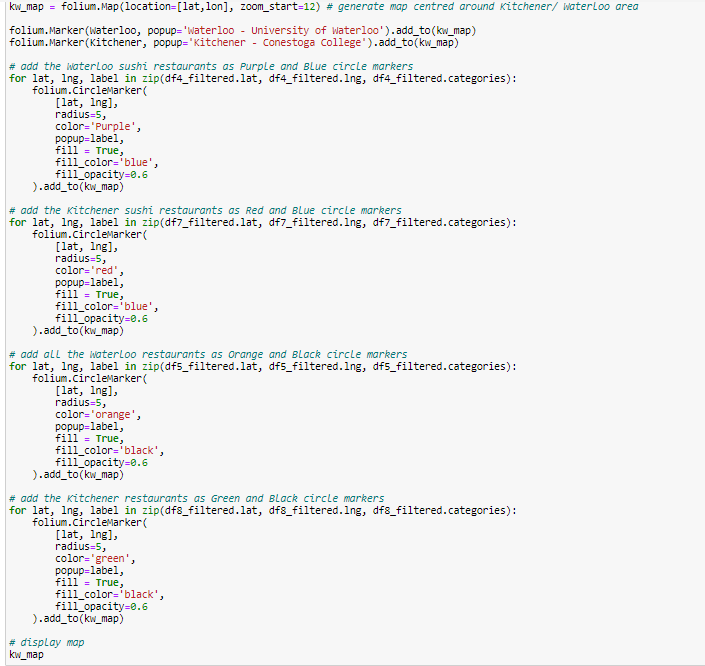 kw_map = folium.Map(location=[lat,lon], zoom_start=12) # generate map centred around Kitchener/ Waterloo area
folium.Marker(Waterloo, popup='Waterloo - University of Waterloo').add_to(kw_map)
folium.Marker(Kitchener, popup='Kitchener - Conestoga College').add_to(kw_map)
# add the Waterloo sushi restaurants as Purple and Blue circle markers
for lat, lng, label in zip(df4_filtered.lat, df4_filtered.lng, df4_filtered.categories):
    folium.CircleMarker(
        [lat, lng],
        radius=5,
        color='Purple',
        popup=label,
        fill = True,
        fill_color='blue',
        fill_opacity=0.6
    ).add_to(kw_map)
# add the Kitchener sushi restaurants as Red and Blue circle markers
for lat, lng, label in zip(df7_filtered.lat, df7_filtered.lng, df7_filtered.categories):
    folium.CircleMarker(
        [lat, lng],
        radius=5,
        color='red',
        popup=label,
        fill = True,
        fill_color='blue',
        fill_opacity=0.6
    ).add_to(kw_map)
# add all the Waterloo restaurants as Orange and Black circle markers
for lat, lng, label in zip(df5_filtered.lat, df5_filtered.lng, df5_filtered.categories):
    folium.CircleMarker(
        [lat, lng],
        radius=5,
        color='orange',
        popup=label,
        fill = True,
        fill_color='black',
        fill_opacity=0.6
    ).add_to(kw_map)
# add the Kitchener restaurants as Green and Black circle markers
for lat, lng, label in zip(df8_filtered.lat, df8_filtered.lng, df8_filtered.categories):
    folium.CircleMarker(
        [lat, lng],
        radius=5,
        color='green',
        popup=label,
        fill = True,
        fill_color='black',
        fill_opacity=0.6
    ).add_to(kw_map)
# display map
kw_map